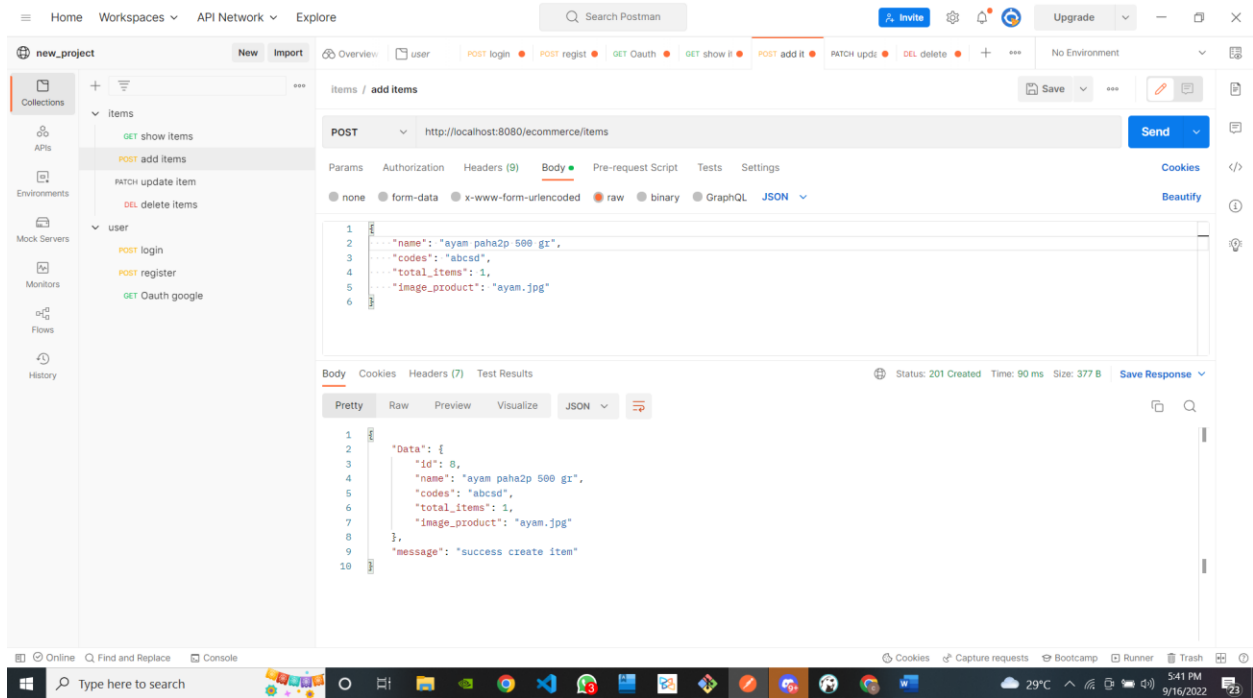 Home Workspaces API Network Explore Search Postman Invite Upgrade
new_project New Import Overview user POST login POST regist GET Oauth GET show it POST add it PATCH upda DEL delete No Environment
Collections
APIs
Environments
Mock Servers
Monitors
Flows
History
items
GET show items
POST add items
PATCH update item
DEL delete items
user
POST login
POST register
GET Oauth google
items / add items Save
POST http://localhost:8080/ecommerce/items Send
Params Authorization Headers (9) Body Pre-request Script Tests Settings Cookies
none form-data x-www-form-urlencoded raw binary GraphQL JSON Beautify
1 {
2 "name": "ayam paha2p 500 gr",
3 "codes": "abcsd",
4 "total_items": 1,
5 "image_product": "ayam.jpg"
6 }
Body Cookies Headers (7) Test Results Status: 201 Created Time: 90 ms Size: 377 B Save Response
Pretty Raw Preview Visualize JSON
1 {
2 "Data": {
3 "id": 8,
4 "name": "ayam paha2p 500 gr",
5 "codes": "abcsd",
6 "total_items": 1,
7 "image_product": "ayam.jpg"
8 },
9 "message": "success create item"
10 }
Online Find and Replace Console Cookies Capture requests Bootcamp Runner Trash
Type here to search 29°C 5:41 PM
9/16/2022